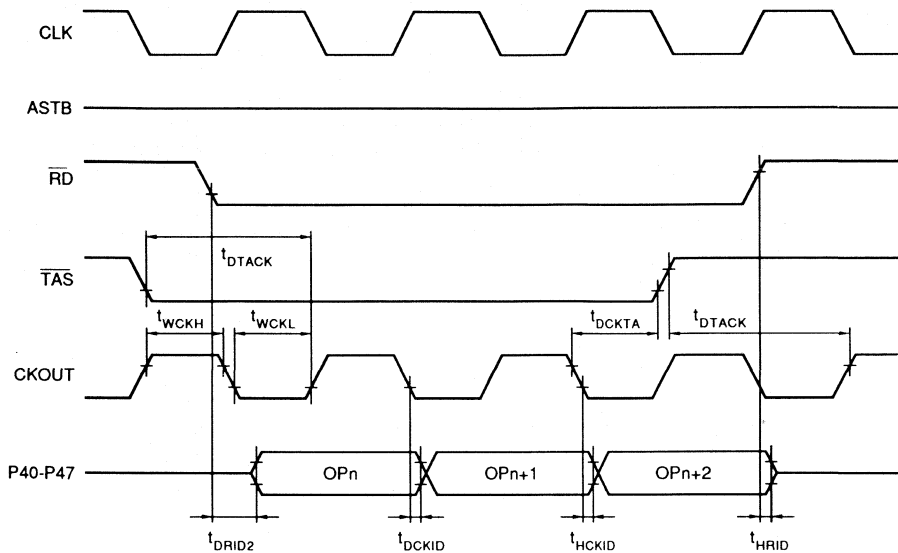 CLK
ASTB
RD
tDTACK
TAS
tWCKH
tWCKL
tDCKTA
tDTACK
CKOUT
P40-P47
OPn
OPn+1
OPn+2
tDRID2
tDCKID
tHCKID
tHRID